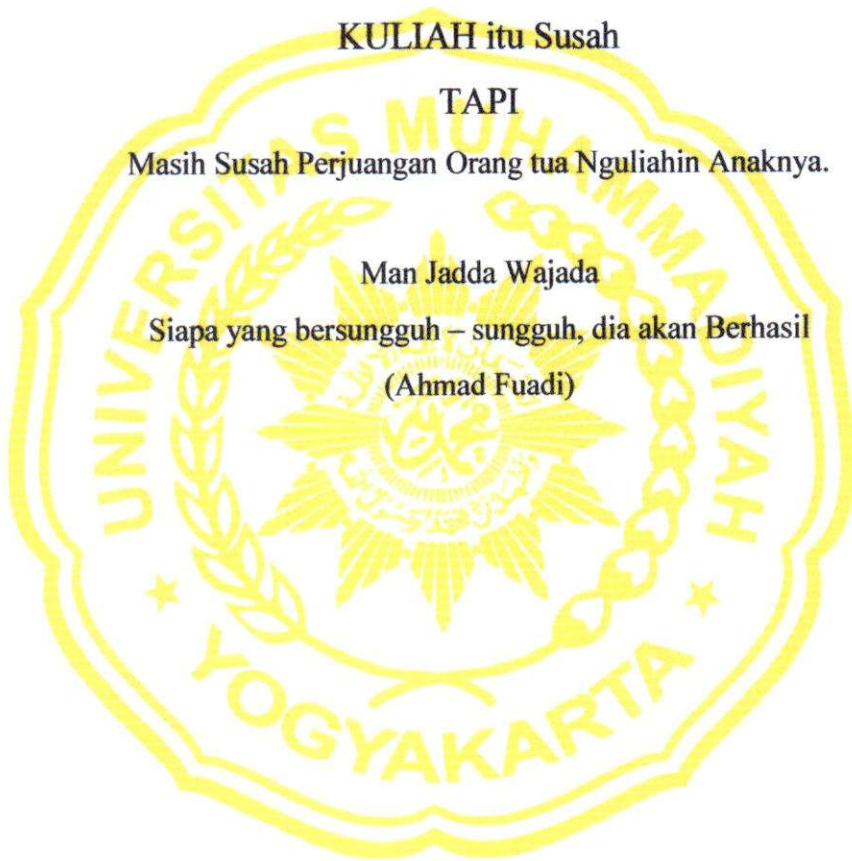 KULIAH itu Susah
TAPI
Masih Susah Perjuangan Orang tua Nguliahin Anaknya.
Man Jadda Wajada
Siapa yang bersungguh – sungguh, dia akan Berhasil
(Ahmad Fuadi)
UNIVERSITAS MUHAMMADIYAH
YOGYAKARTA